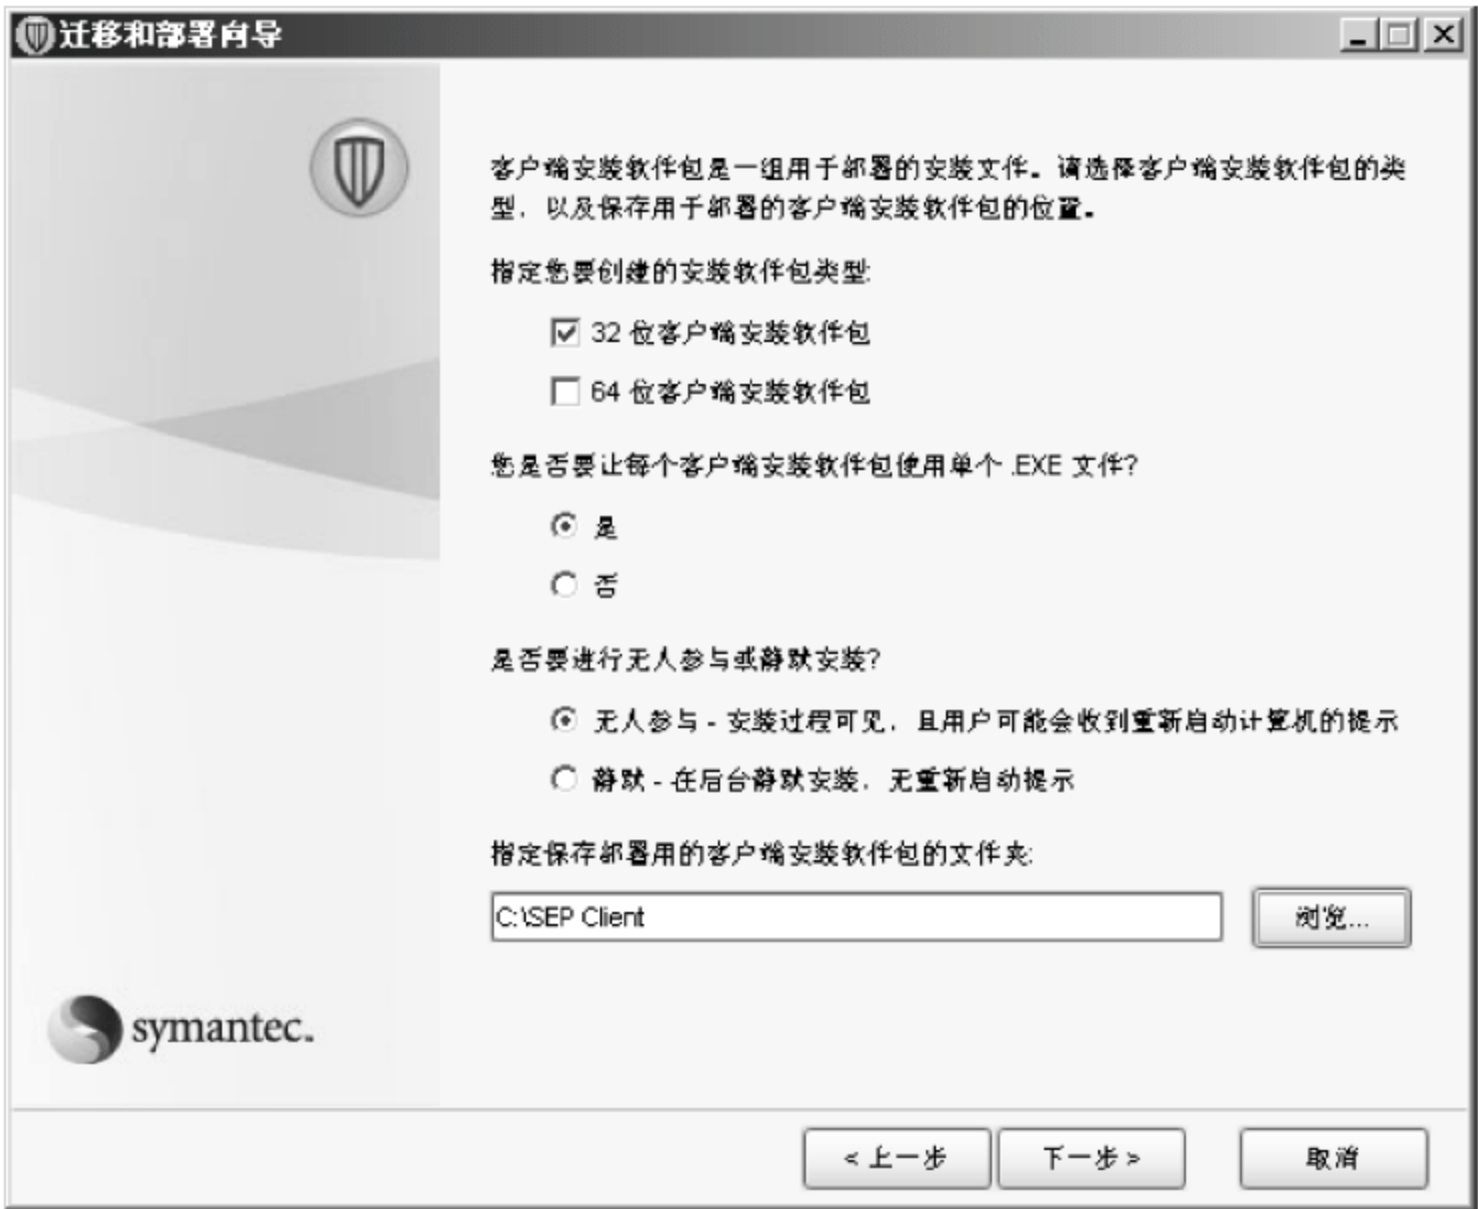 迁移和部署向导
客户端安装软件包是一组用于部署的安装文件。请选择客户端安装软件包的类
型，以及保存用于部署的客户端安装软件包的位置。
指定您要创建的安装软件包类型:
32 位客户端安装软件包
64 位客户端安装软件包
您是否要让每个客户端安装软件包使用单个 .EXE 文件?
是
否
是否要进行无人参与或静默安装?
无人参与 - 安装过程可见，且用户可能会收到重新启动计算机的提示
静默 - 在后台静默安装，无重新启动提示
指定保存部署用的客户端安装软件包的文件夹:
C:\SEP Client
浏览...
symantec.
< 上一步
下一步 >
取消